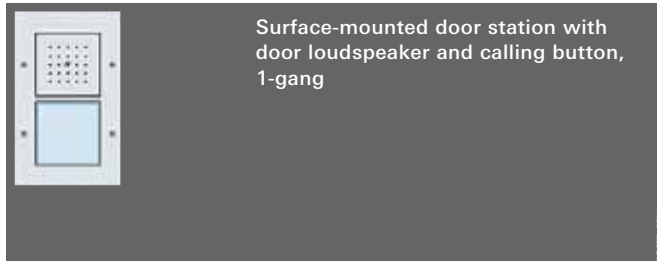 Surface-mounted door station with
door loudspeaker and calling button,
1-gang